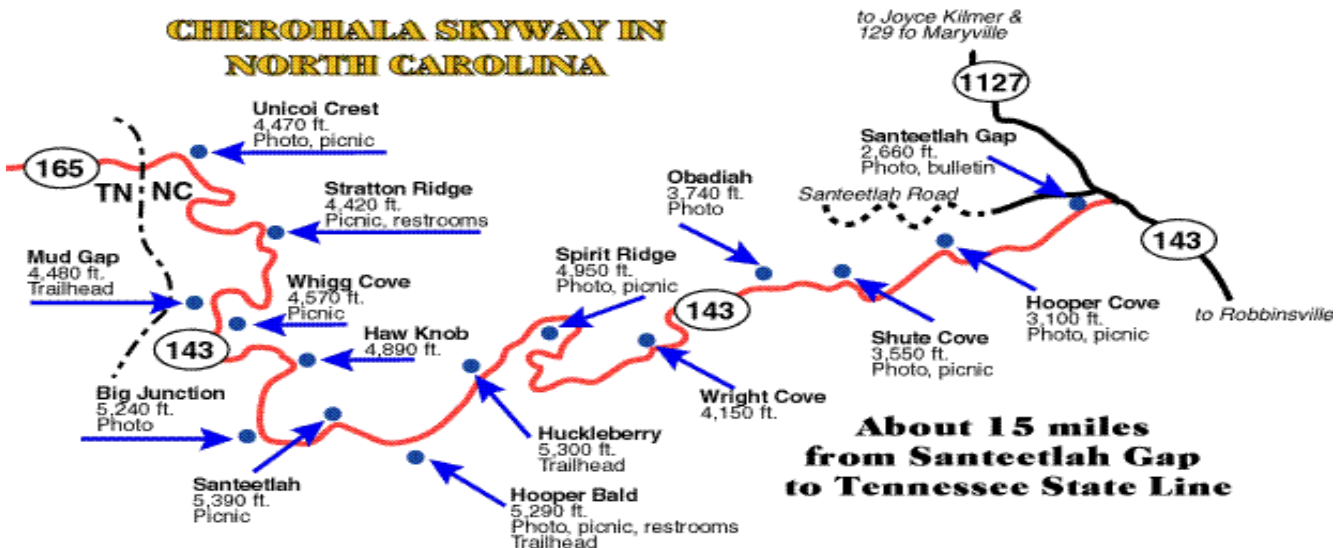 CHEROHALA SKYWAY IN
NORTH CAROLINA
to Joyce Kilmer &
129 to Maryville
1127
Unicoi Crest
4,470 ft.
Photo, picnic
165
TN
NC
Stratton Ridge
4,420 ft.
Picnic, restrooms
Mud Gap
4,480 ft.
Trailhead
Whigg Cove
4,570 ft.
Picnic
143
Haw Knob
4,890 ft.
Big Junction
5,240 ft.
Photo
Santeetlah
5,390 ft.
Picnic
Hooper Bald
5,290 ft.
Photo, picnic, restrooms
Trailhead
Huckleberry
5,300 ft.
Trailhead
Spirit Ridge
4,950 ft.
Photo, picnic
Wright Cove
4,150 ft.
143
Obadiah
3,740 ft.
Photo
Shute Cove
3,550 ft.
Photo, picnic
Hooper Cove
3,100 ft.
Photo, picnic
Santeetlah Gap
2,660 ft.
Photo, bulletin
Santeetlah Road
143
to Robbinsville
About 15 miles
from Santeetlah Gap
to Tennessee State Line